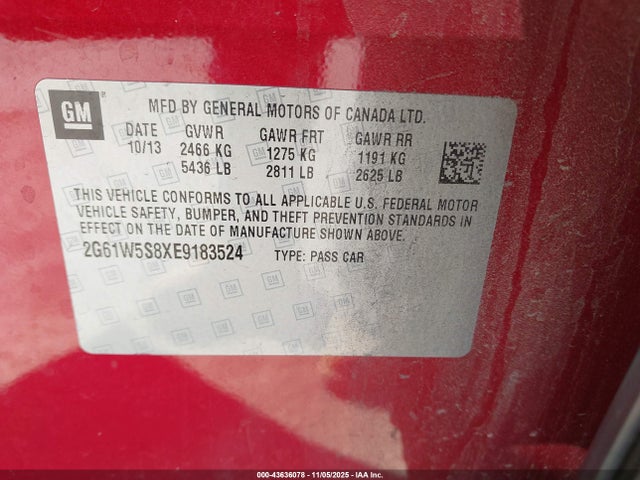 GM
MFD BY GENERAL MOTORS OF CANADA LTD.
DATE GVWR GAWR FRT GAWR RR
10/13 2466 KG 1275 KG 1191 KG
5436 LB 2811 LB 2625 LB
THIS VEHICLE CONFORMS TO ALL APPLICABLE U.S. FEDERAL MOTOR
VEHICLE SAFETY, BUMPER, AND THEFT PREVENTION STANDARDS IN
EFFECT ON THE DATE OF MANUFACTURE SHOWN ABOVE.
2G61W5S8XE9183524 TYPE: PASS CAR
000-43636078 - 11/05/2025 - IAA Inc.